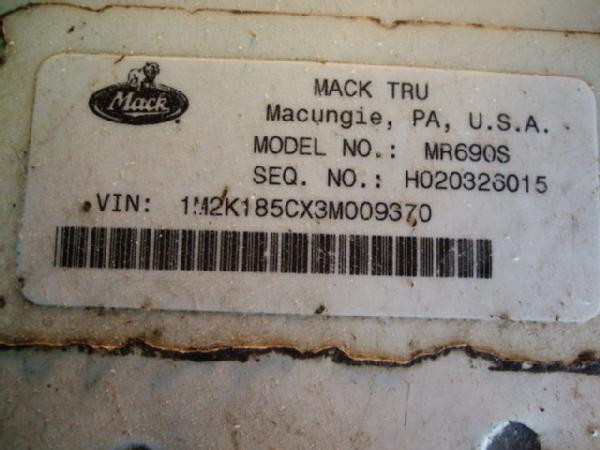 Mack
MACK TRU
Macungie, PA, U.S.A.
MODEL NO.: MR690S
SEQ. NO.: H020326015
VIN: 1M2K185CX3M009370